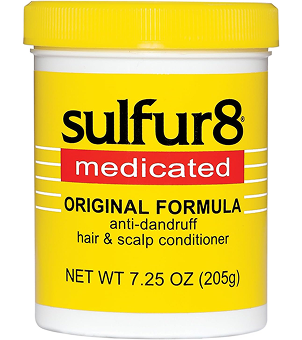 sulfur8®
medicated
ORIGINAL FORMULA
anti-dandruff
hair & scalp conditioner
NET WT 7.25 OZ (205g)